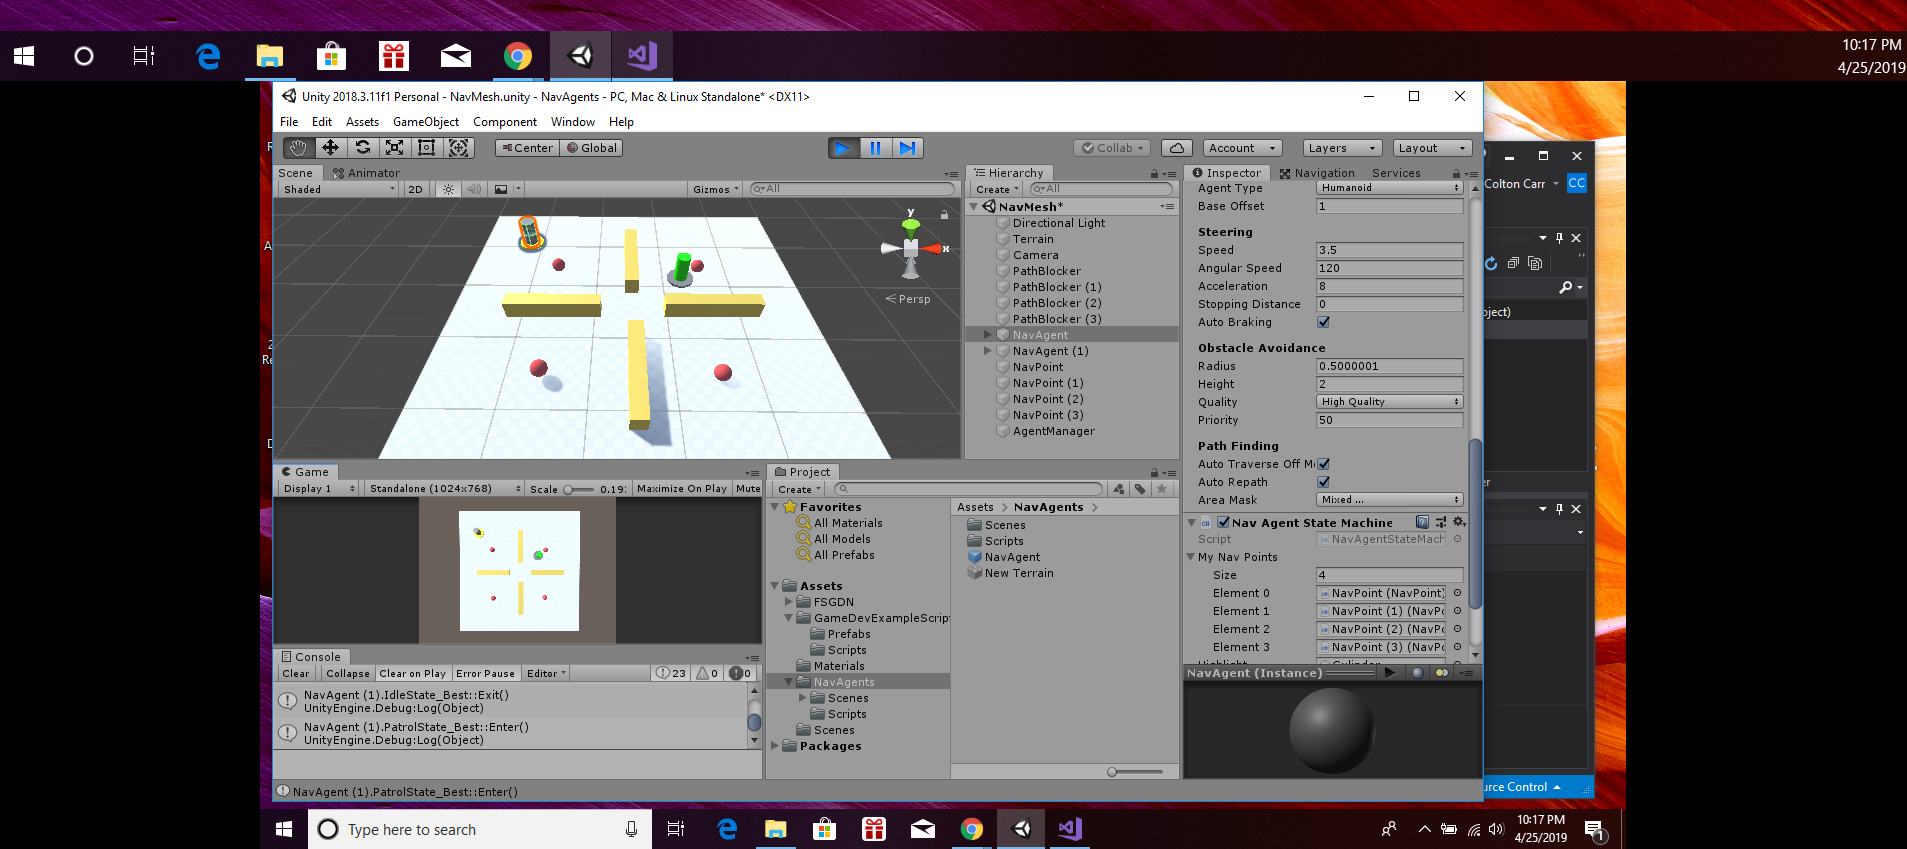 10:17 PM
4/25/2019
Unity 2018.3.11f1 Personal - NavMesh.unity - NavAgents - PC, Mac & Linux Standalone* <DX11>
File Edit Assets GameObject Component Window Help
Center Global
Collab Account Layers Layout
Scene Animator
Shaded 2D Gizmos All
y
x
Persp
Hierarchy
Create All
NavMesh*
Directional Light
Terrain
Camera
PathBlocker
PathBlocker (1)
PathBlocker (2)
PathBlocker (3)
NavAgent
NavAgent (1)
NavPoint
NavPoint (1)
NavPoint (2)
NavPoint (3)
AgentManager
Inspector Navigation Services
Agent Type Humanoid
Base Offset 1
Steering
Speed 3.5
Angular Speed 120
Acceleration 8
Stopping Distance 0
Auto Braking
Obstacle Avoidance
Radius 0.5000001
Height 2
Quality High Quality
Priority 50
Path Finding
Auto Traverse Off M
Auto Repath
Area Mask Mixed ...
Nav Agent State Machine
Script NavAgentStateMach
My Nav Points
Size 4
Element 0 NavPoint (NavPoint)
Element 1 NavPoint (1) (NavPo
Element 2 NavPoint (2) (NavPo
Element 3 NavPoint (3) (NavPo
NavAgent (Instance)
Game
Display 1 Standalone (1024x768) Scale 0.19 Maximize On Play Mute
Console
Clear Collapse Clear on Play Error Pause Editor 23 0 0
NavAgent (1).IdleState_Best::Exit()
UnityEngine.Debug:Log(Object)
NavAgent (1).PatrolState_Best::Enter()
UnityEngine.Debug:Log(Object)
NavAgent (1).PatrolState_Best::Enter()
Project
Create
Favorites
All Materials
All Models
All Prefabs
Assets
FSGDN
GameDevExampleScrip
Prefabs
Scripts
Materials
NavAgents
Scenes
Scripts
Scenes
Packages
Assets > NavAgents >
Scenes
Scripts
NavAgent
New Terrain
Colton Carr CC
ject)
er
urce Control
Type here to search
10:17 PM
4/25/2019
1